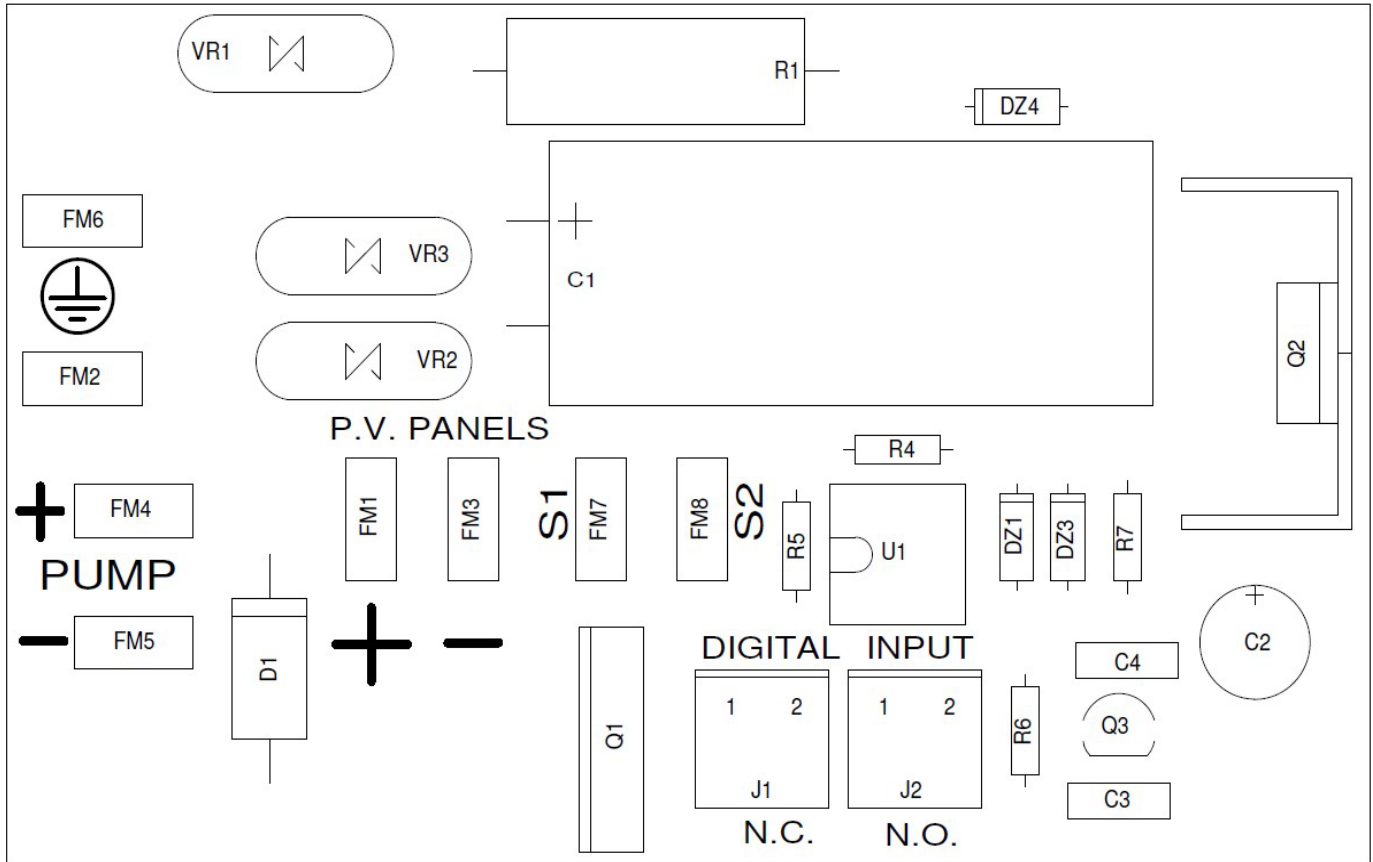 VR1
R1
DZ4
FM6
VR3
C1
Q2
FM2
VR2
P.V. PANELS
R4
+ FM4
FM1
FM3
S1
FM7
FM8
S2
R5
U1
DZ1
DZ3
R7
PUMP
- FM5
D1
+ -
Q1
DIGITAL INPUT
1 2
J1
N.C.
1 2
J2
N.O.
R6
C4
Q3
C3
+
C2